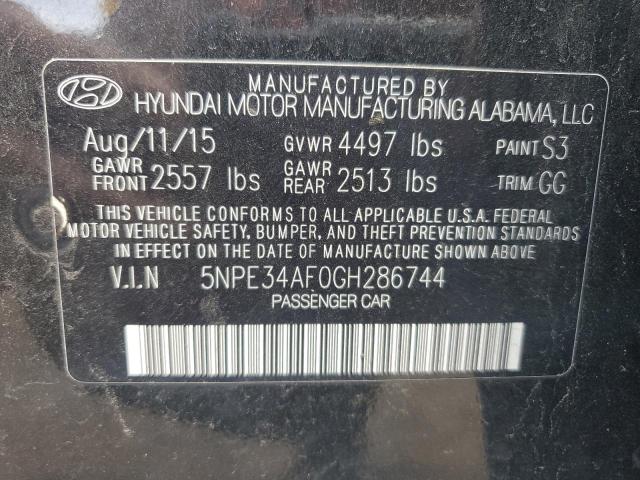 MANUFACTURED BY
HYUNDAI MOTOR MANUFACTURING ALABAMA, LLC
Aug/11/15 GVWR 4497 lbs PAINT S3
GAWR FRONT 2557 lbs GAWR REAR 2513 lbs TRIM GG
THIS VEHICLE CONFORMS TO ALL APPLICABLE U.S.A. FEDERAL
MOTOR VEHICLE SAFETY, BUMPER, AND THEFT PREVENTION STANDARDS
IN EFFECT ON THE DATE OF MANUFACTURE SHOWN ABOVE.
V.I.N 5NPE34AF0GH286744
PASSENGER CAR